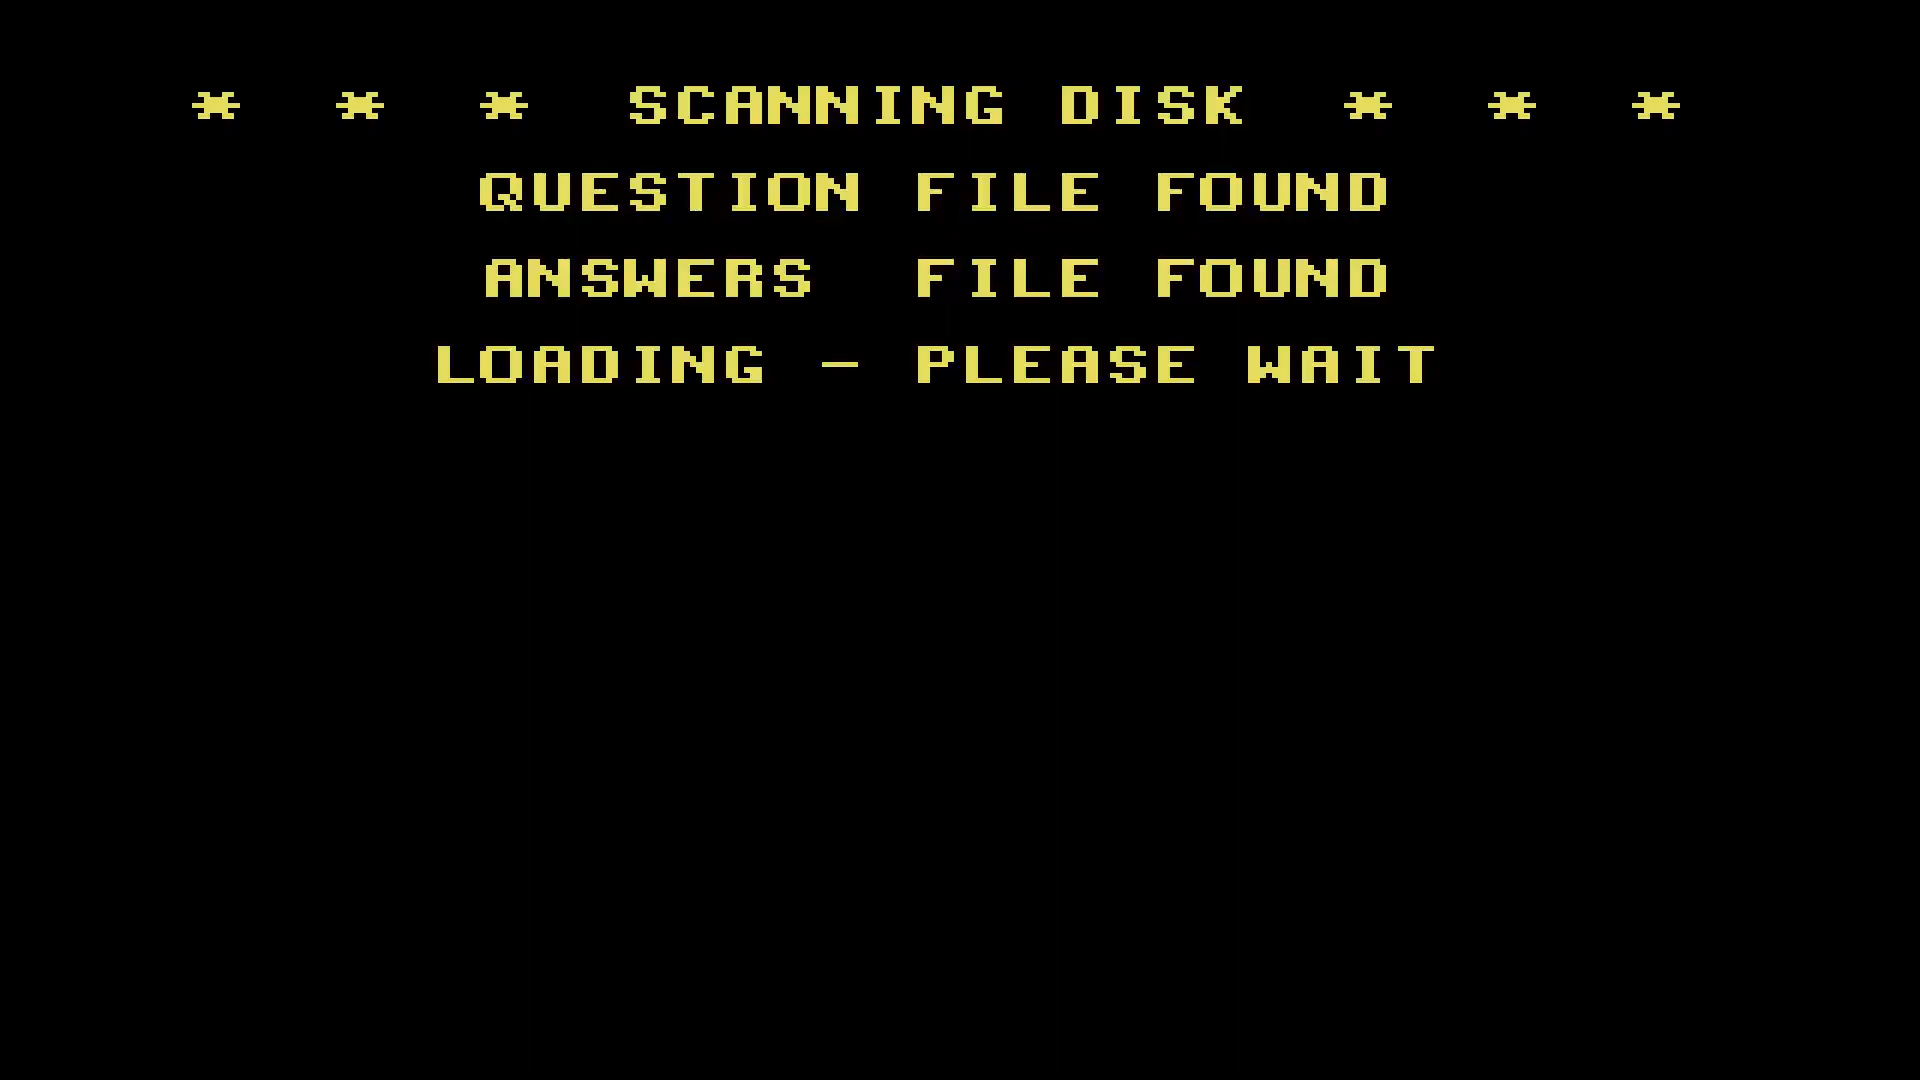 * * * SCANNING DISK * * *
QUESTION FILE FOUND
ANSWERS FILE FOUND
LOADING - PLEASE WAIT